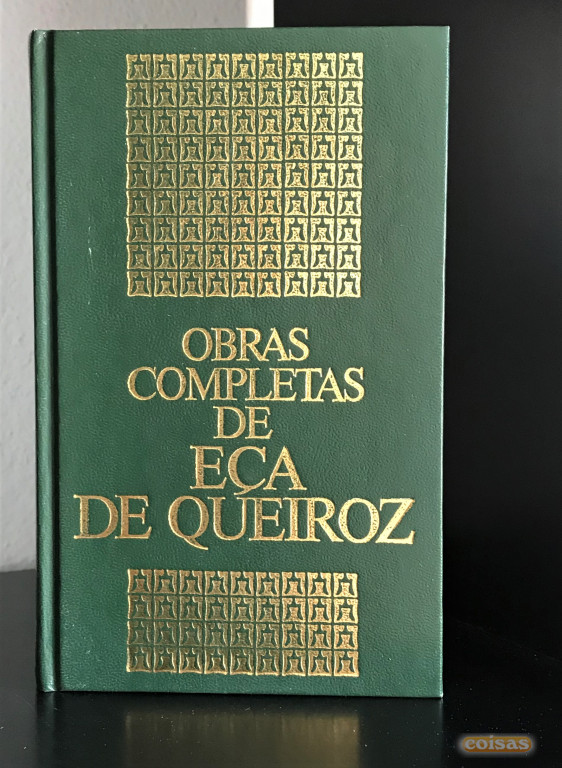 OBRAS
COMPLETAS
DE
EÇA
DE QUEIROZ
coisas